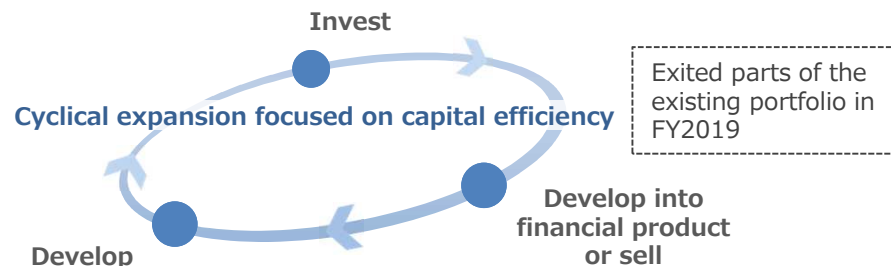 Invest
Cyclical expansion focused on capital efficiency
Exited parts of the
existing portfolio in
FY2019
Develop into
financial product
or sell
Develop